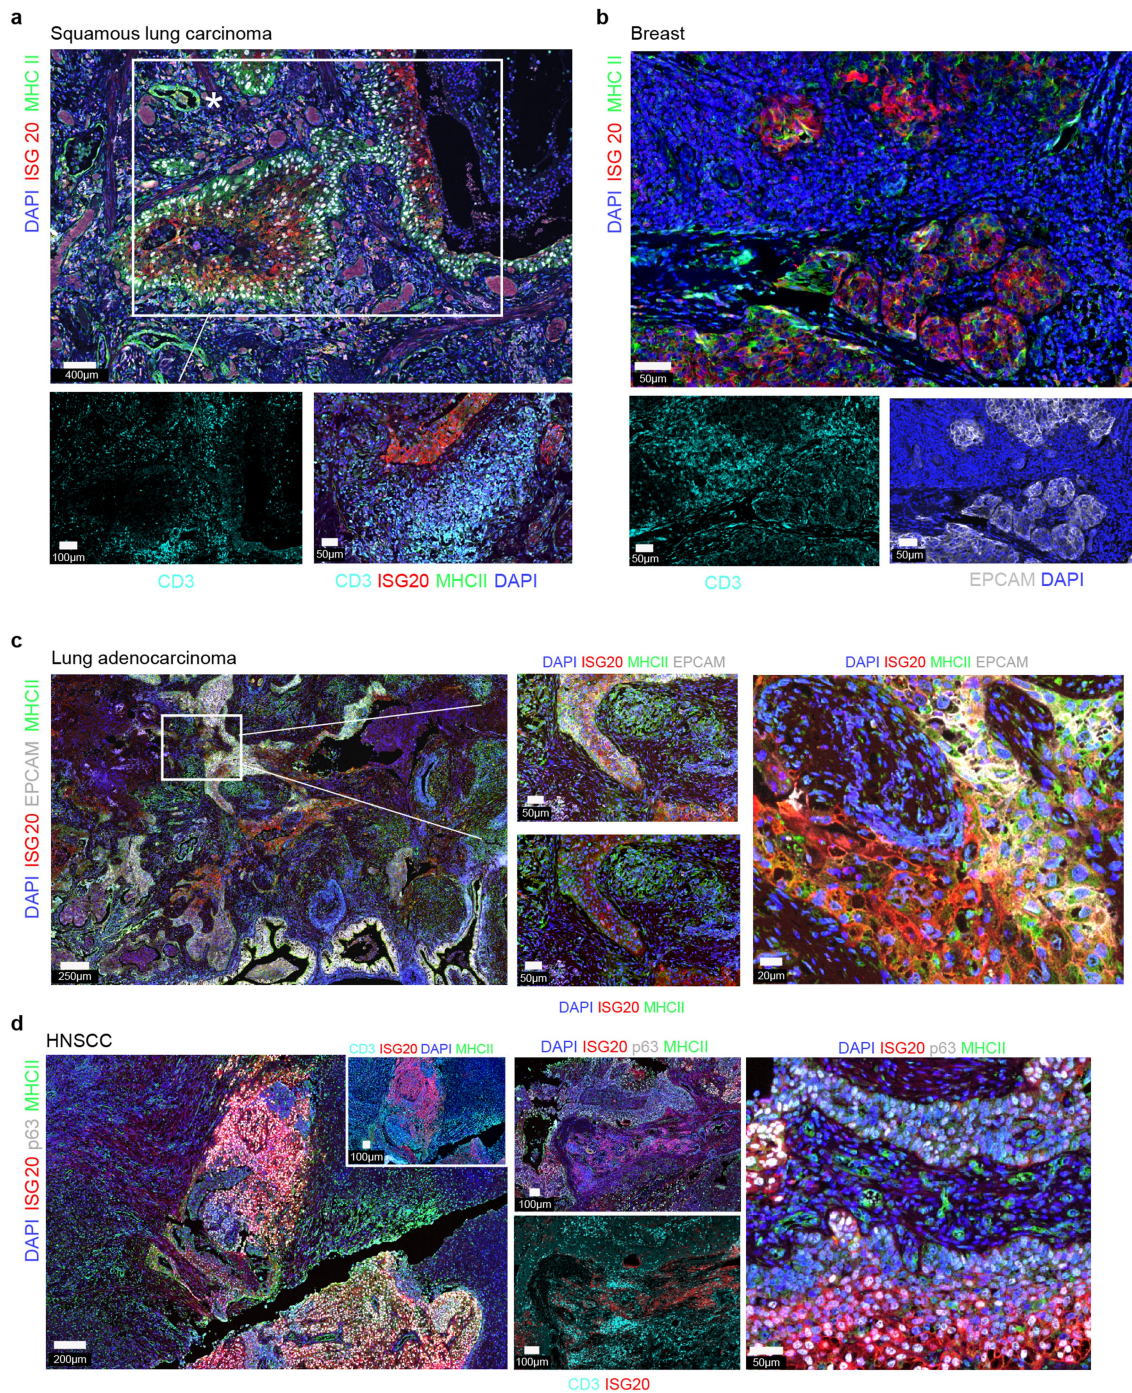 a
Squamous lung carcinoma
DAPI ISG 20 MHC II
*
400µm
100µm
CD3
50µm
CD3 ISG20 MHCII DAPI
b
Breast
DAPI ISG 20 MHC II
50µm
50µm
CD3
50µm
EPCAM DAPI
c
Lung adenocarcinoma
DAPI ISG20 EPCAM MHCII
250µm
DAPI ISG20 MHCII EPCAM
50µm
50µm
DAPI ISG20 MHCII
DAPI ISG20 MHCII EPCAM
20µm
d
HNSCC
DAPI ISG20 p63 MHCII
200µm
CD3 ISG20 DAPI MHCII
100µm
DAPI ISG20 p63 MHCII
100µm
100µm
CD3 ISG20
DAPI ISG20 p63 MHCII
50µm